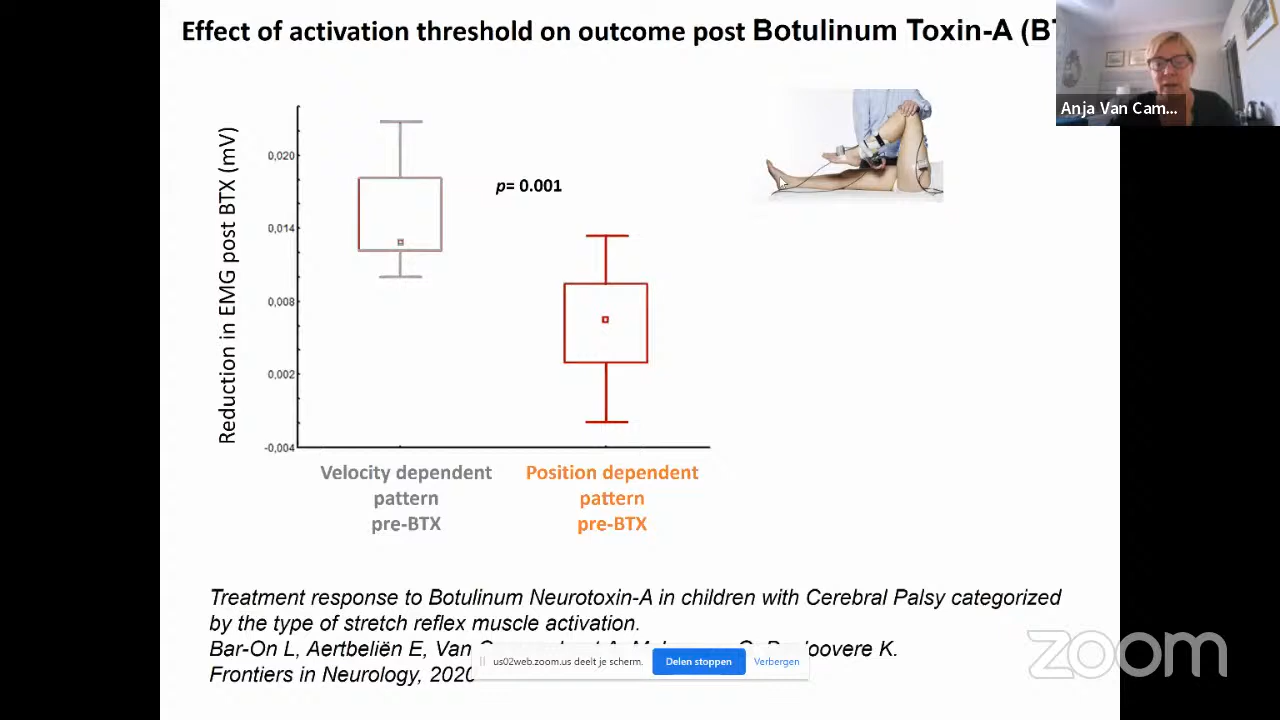 Effect of activation threshold on outcome post Botulinum Toxin-A (B
Anja Van Cam...
Reduction in EMG post BTX (mV)
0,020
0,014
0,008
0,002
-0,004
p= 0.001
Velocity dependent
pattern
pre-BTX
Position dependent
pattern
pre-BTX
Treatment response to Botulinum Neurotoxin-A in children with Cerebral Palsy categorized
by the type of stretch reflex muscle activation.
Bar-On L, Aertbeliën E, Van K.
Frontiers in Neurology, 2020
us02web.zoom.us deelt je scherm.
Delen stoppen
Verbergen
zoom